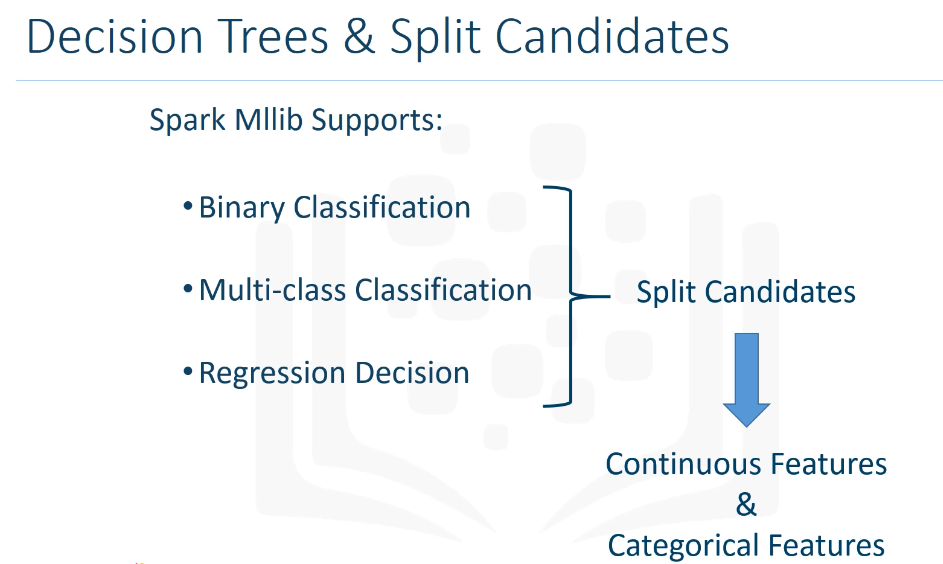 Decision Trees & Split Candidates
Spark Mllib Supports:
• Binary Classification
• Multi-class Classification
• Regression Decision
Split Candidates
Continuous Features
&
Categorical Features